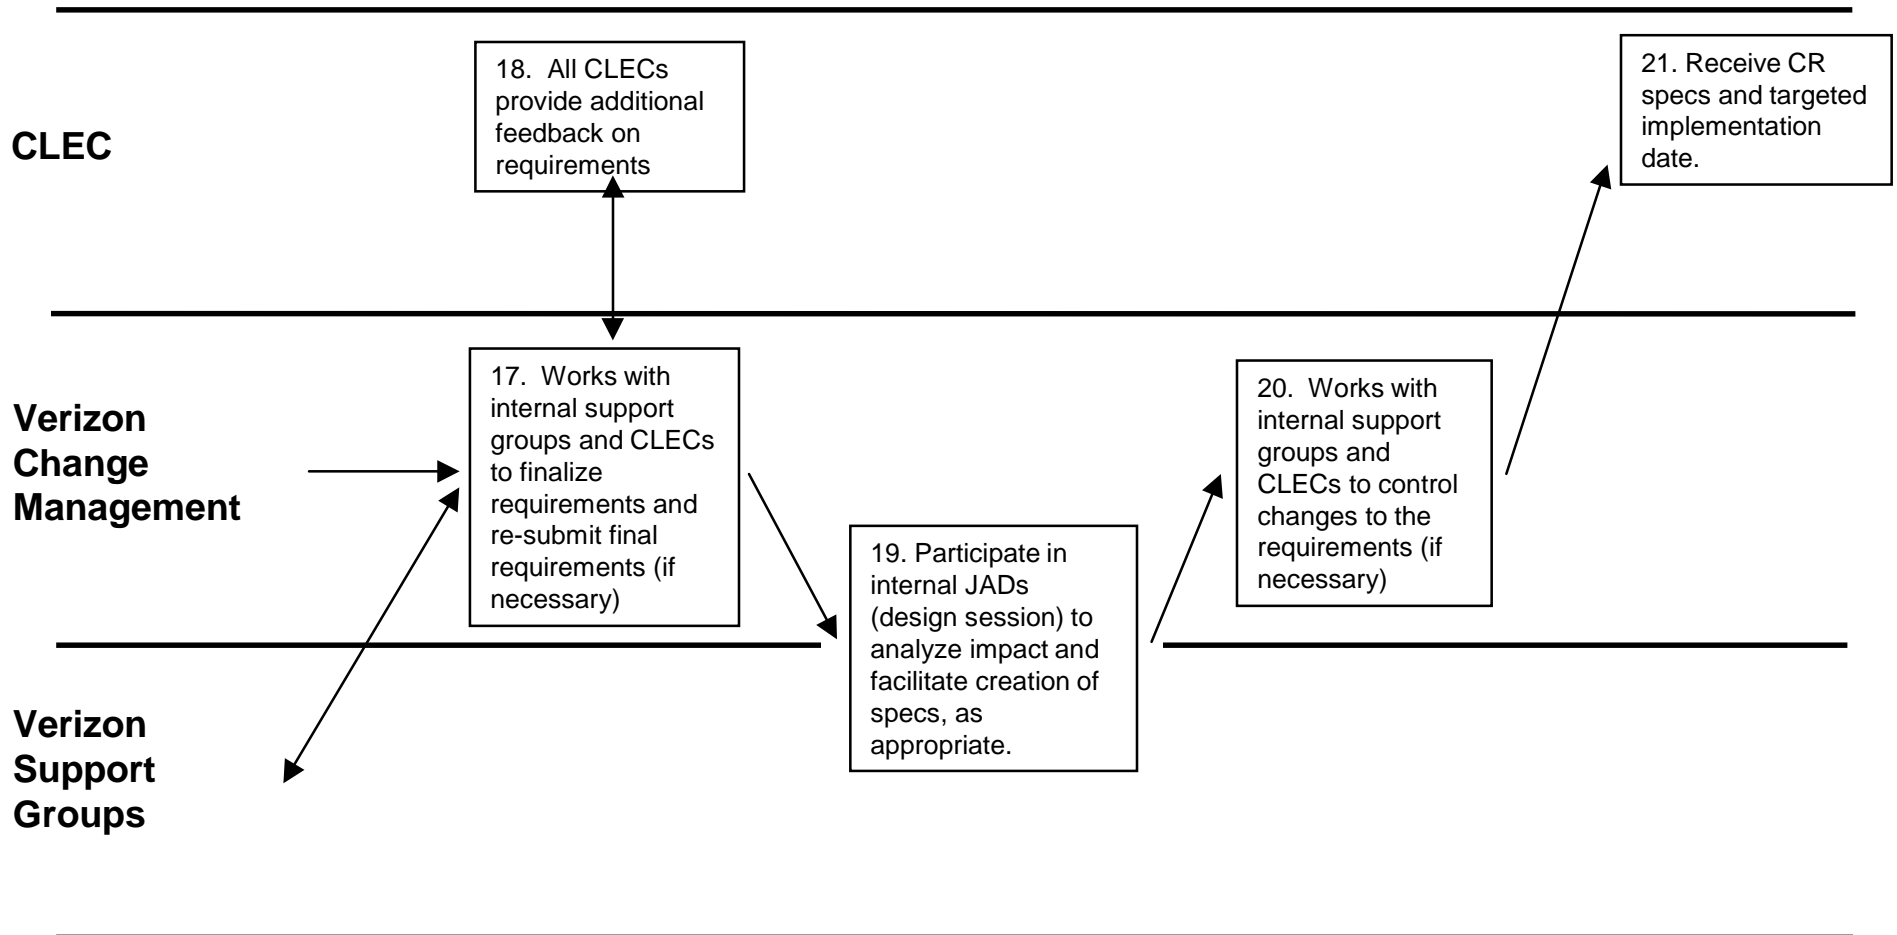 CLEC
18. All CLECs
provide additional
feedback on
requirements
21. Receive CR
specs and targeted
implementation
date.
Verizon
Change
Management
17. Works with
internal support
groups and CLECs
to finalize
requirements and
re-submit final
requirements (if
necessary)
19. Participate in
internal JADs
(design session) to
analyze impact and
facilitate creation of
specs, as
appropriate.
20. Works with
internal support
groups and
CLECs to control
changes to the
requirements (if
necessary)
Verizon
Support
Groups